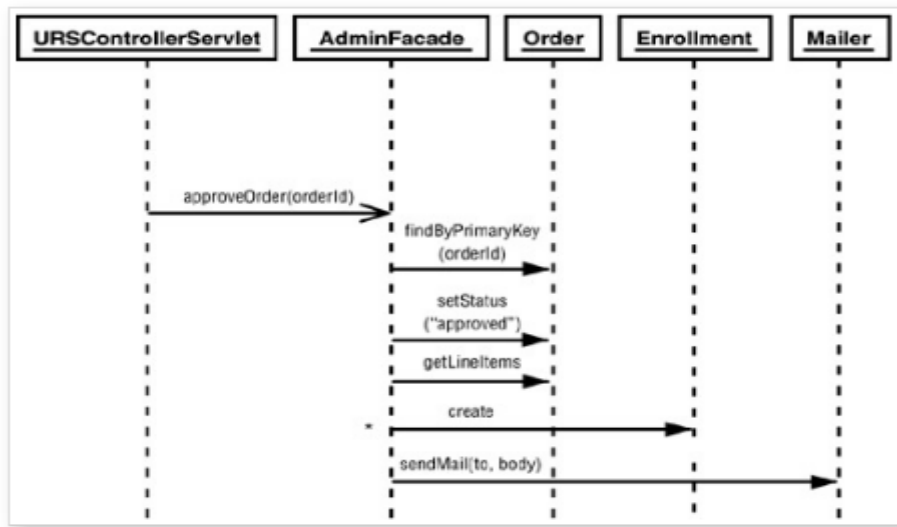 URSControllerServlet
AdminFacade
Order
Enrollment
Mailer
approveOrder(orderId)
findByPrimaryKey
(orderId)
setStatus
("approved")
getLineItems
create
*
sendMail(to, body)